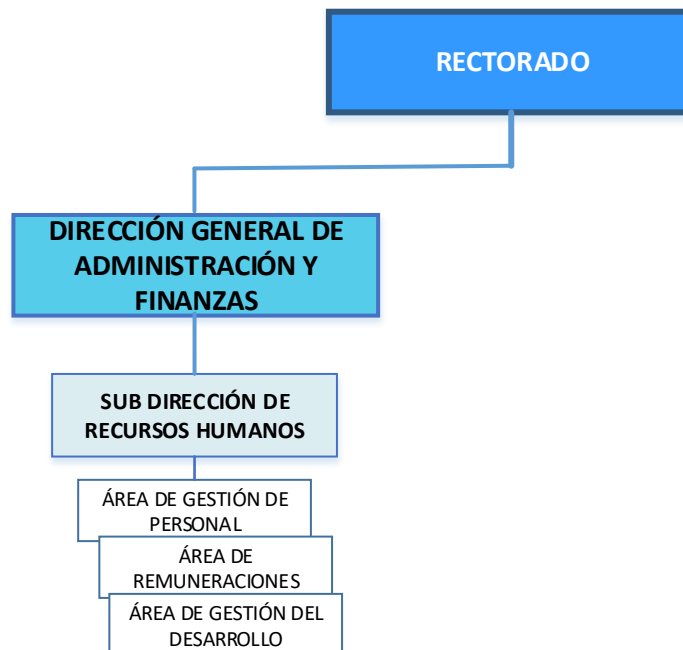 RECTORADO
DIRECCIÓN GENERAL DE
ADMINISTRACIÓN Y
FINANZAS
SUB DIRECCIÓN DE
RECURSOS HUMANOS
ÁREA DE GESTIÓN DE
PERSONAL
ÁREA DE
REMUNERACIONES
ÁREA DE GESTIÓN DEL
DESARROLLO